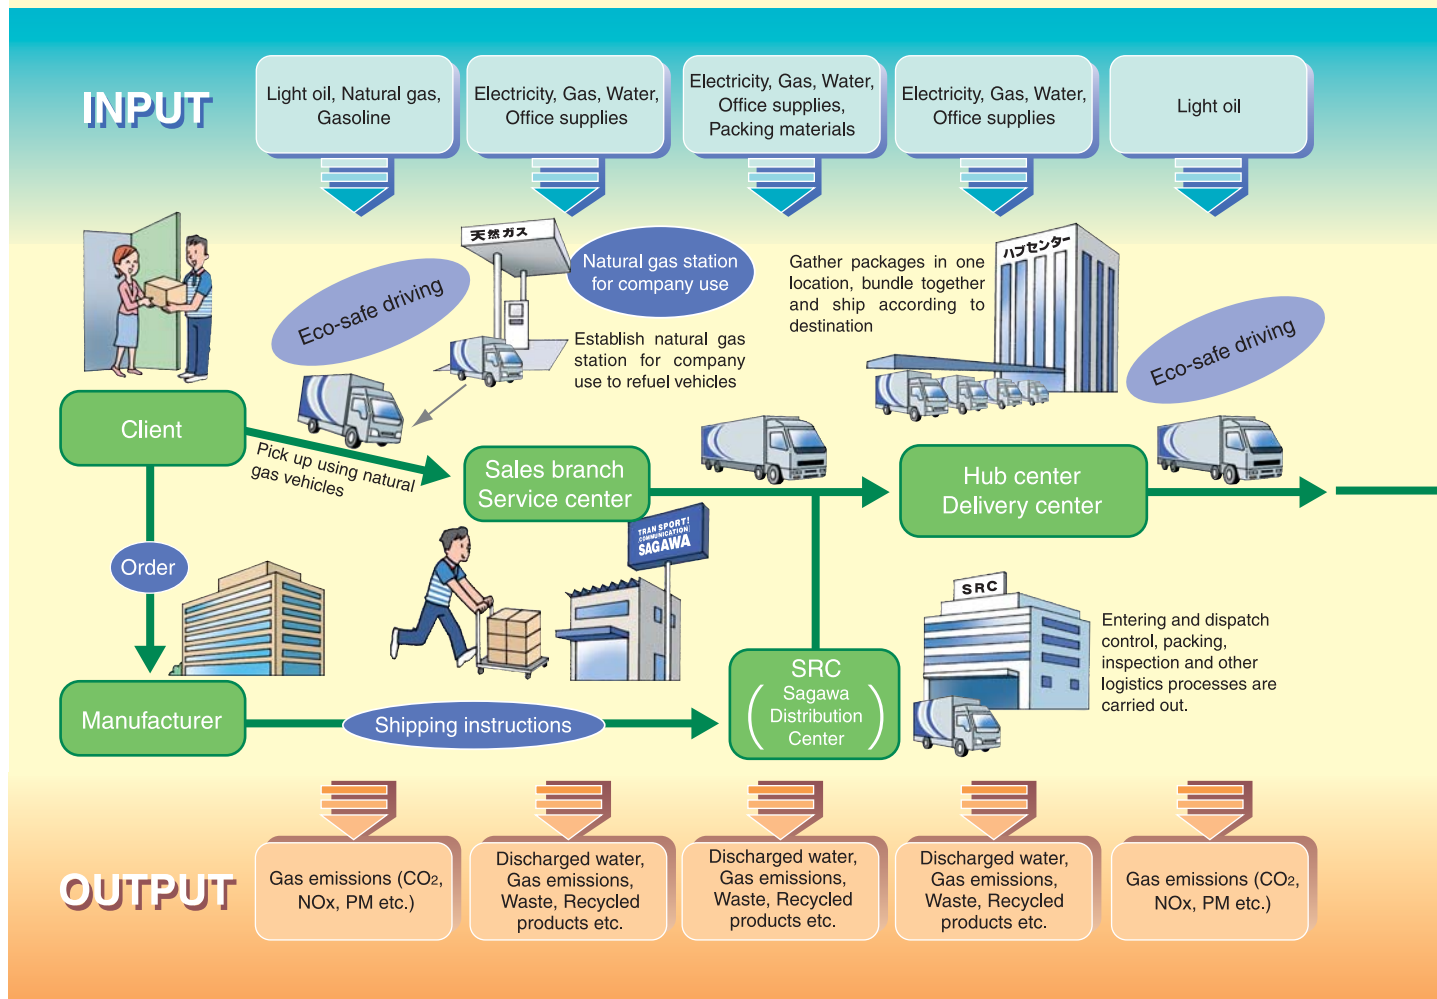 INPUT
Light oil, Natural gas,
Gasoline
Electricity, Gas, Water,
Office supplies
Electricity, Gas, Water,
Office supplies,
Packing materials
Electricity, Gas, Water,
Office supplies
Light oil
Eco-safe driving
天然ガス
Natural gas station
for company use
Establish natural gas
station for company
use to refuel vehicles
Gather packages in one
location, bundle together
and ship according to
destination
ハブセンター
Eco-safe driving
Client
Pick up using natural
gas vehicles
Sales branch
Service center
Hub center
Delivery center
Order
TRANSPORT!
COMMUNICATION
SAGAWA
SRC
Entering and dispatch
control, packing,
inspection and other
logistics processes are
carried out.
Manufacturer
Shipping instructions
SRC
( Sagawa
Distribution
Center )
OUTPUT
Gas emissions (CO2,
NOx, PM etc.)
Discharged water,
Gas emissions,
Waste, Recycled
products etc.
Discharged water,
Gas emissions,
Waste, Recycled
products etc.
Discharged water,
Gas emissions,
Waste, Recycled
products etc.
Gas emissions (CO2,
NOx, PM etc.)